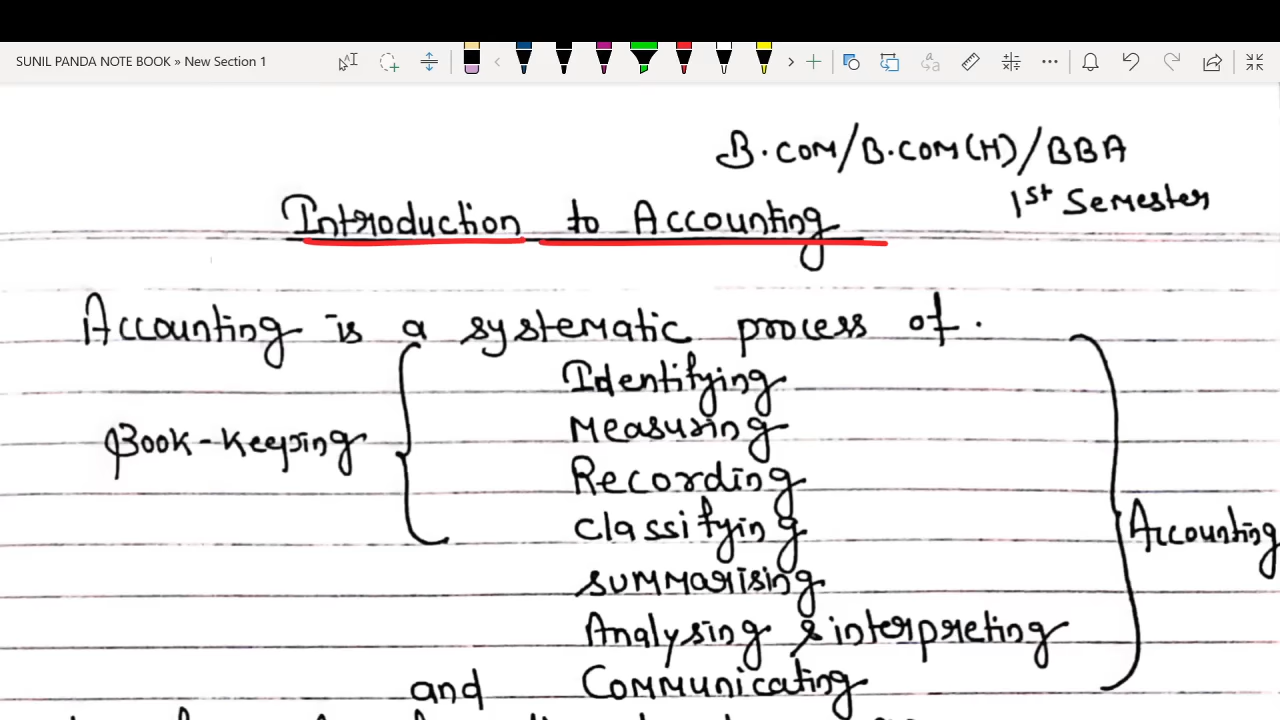 SUNIL PANDA NOTE BOOK » New Section 1
B.COM/B.COM(H)/BBA
1st Semester
Introduction to Accounting
Accounting is a systematic process of.
Identifying
Measuring
Book-keeping
Recording
Classifying
Accounting
Summarising
Analysing & interpreting
and Communicating